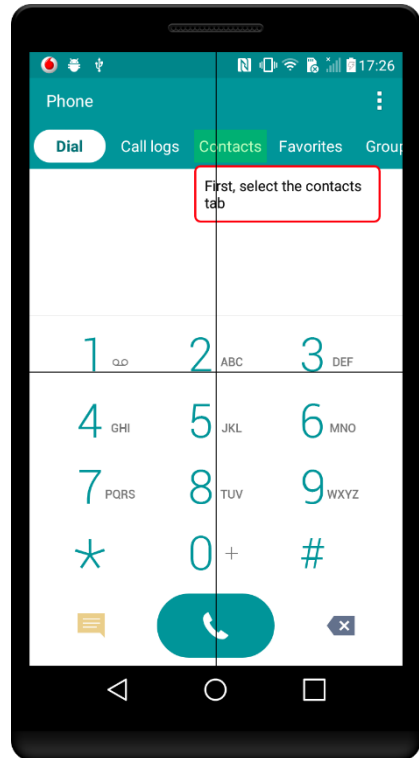 17:26
Phone
Dial Call logs Contacts Favorites Grou
First, select the contacts
tab
1 2 ABC 3 DEF
4 GHI 5 JKL 6 MNO
7 PQRS 8 TUV 9 WXYZ
* 0 + #